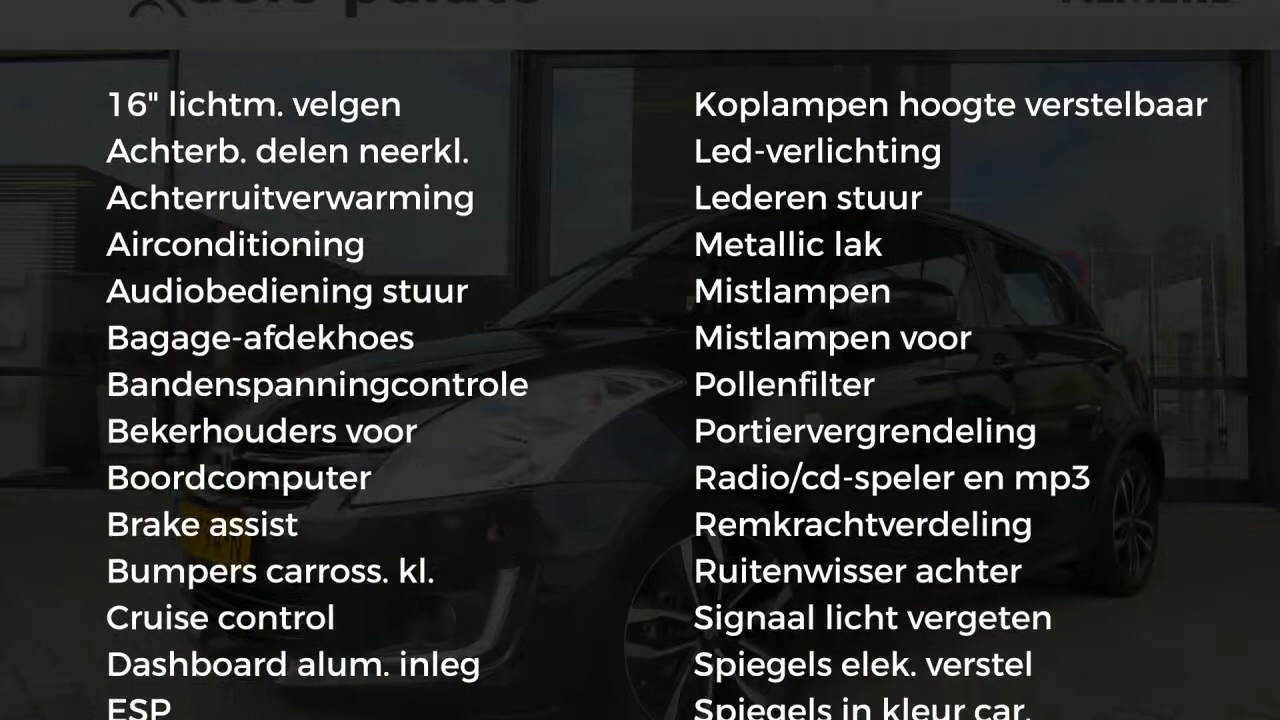 16" lichtm. velgen
Achterb. delen neerkl.
Achterruitverwarming
Airconditioning
Audiobediening stuur
Bagage-afdekhoes
Bandenspanningcontrole
Bekerhouders voor
Boordcomputer
Brake assist
Bumpers carross. kl.
Cruise control
Dashboard alum. inleg
ESP
Koplampen hoogte verstelbaar
Led-verlichting
Lederen stuur
Metallic lak
Mistlampen
Mistlampen voor
Pollenfilter
Portiervergrendeling
Radio/cd-speler en mp3
Remkrachtverdeling
Ruitenwisser achter
Signaal licht vergeten
Spiegels elek. verstel
Spiegels in kleur car.